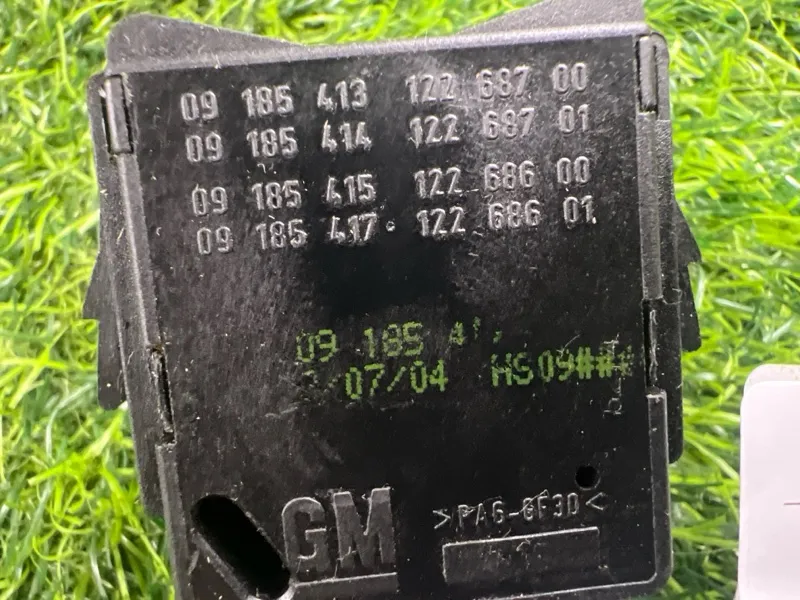 09 185 413 122 687 00
09 185 414 122 687 01
09 185 415 122 686 00
09 185 417 122 686 01
09 185
/07/04 HS09###
GM
>PA6-GF30<